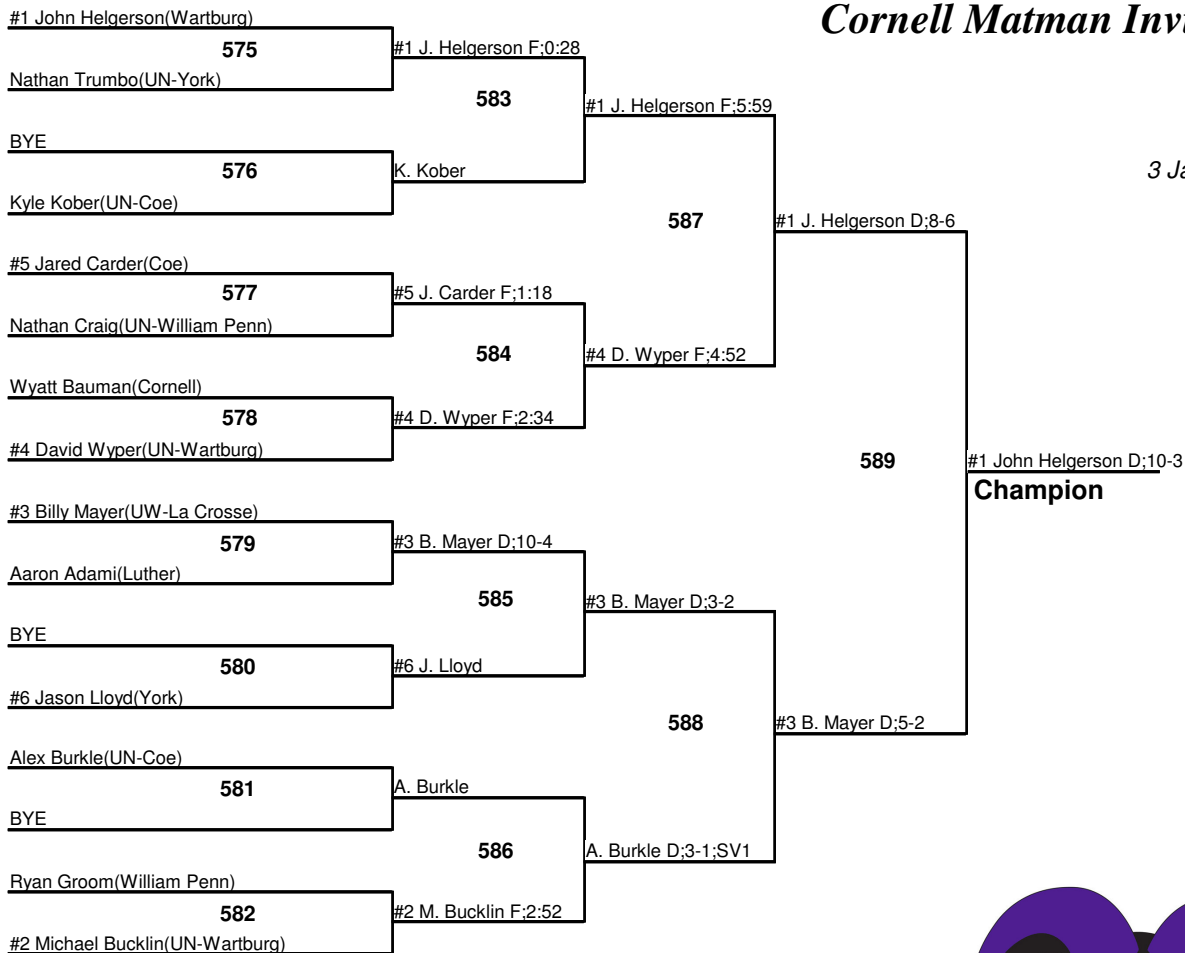 Cornell Matman Inv
3 Ja
#1 John Helgerson(Wartburg)
575
Nathan Trumbo(UN-York)
BYE
576
Kyle Kober(UN-Coe)
#5 Jared Carder(Coe)
577
Nathan Craig(UN-William Penn)
Wyatt Bauman(Cornell)
578
#4 David Wyper(UN-Wartburg)
#3 Billy Mayer(UW-La Crosse)
579
Aaron Adami(Luther)
BYE
580
#6 Jason Lloyd(York)
Alex Burkle(UN-Coe)
581
BYE
Ryan Groom(William Penn)
582
#2 Michael Bucklin(UN-Wartburg)
#1 J. Helgerson F;0:28
583
K. Kober
#5 J. Carder F;1:18
584
#4 D. Wyper F;2:34
#3 B. Mayer D;10-4
585
#6 J. Lloyd
A. Burkle
586
#2 M. Bucklin F;2:52
#1 J. Helgerson F;5:59
587
#4 D. Wyper F;4:52
#3 B. Mayer D;3-2
588
A. Burkle D;3-1;SV1
#1 J. Helgerson D;8-6
589
#3 B. Mayer D;5-2
#1 John Helgerson D;10-3
Champion